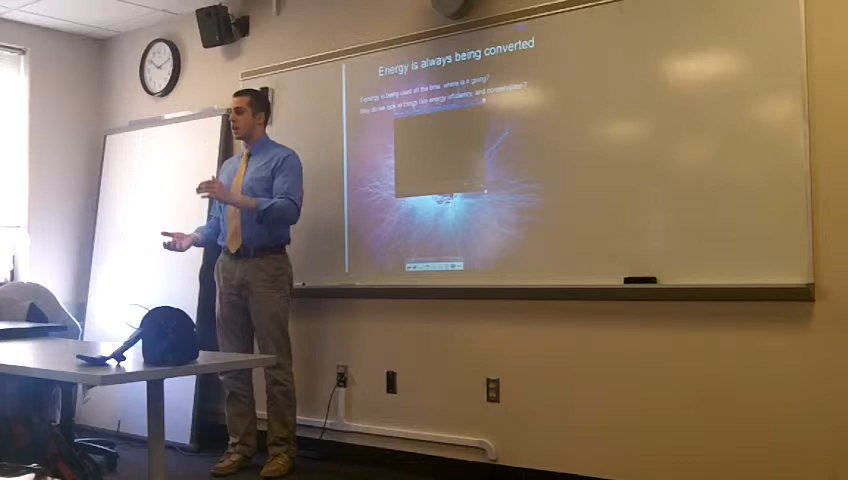 Energy is always being converted
If energy is being used all the time where is it going?
Why do we look at things like energy efficiency, and conservation?